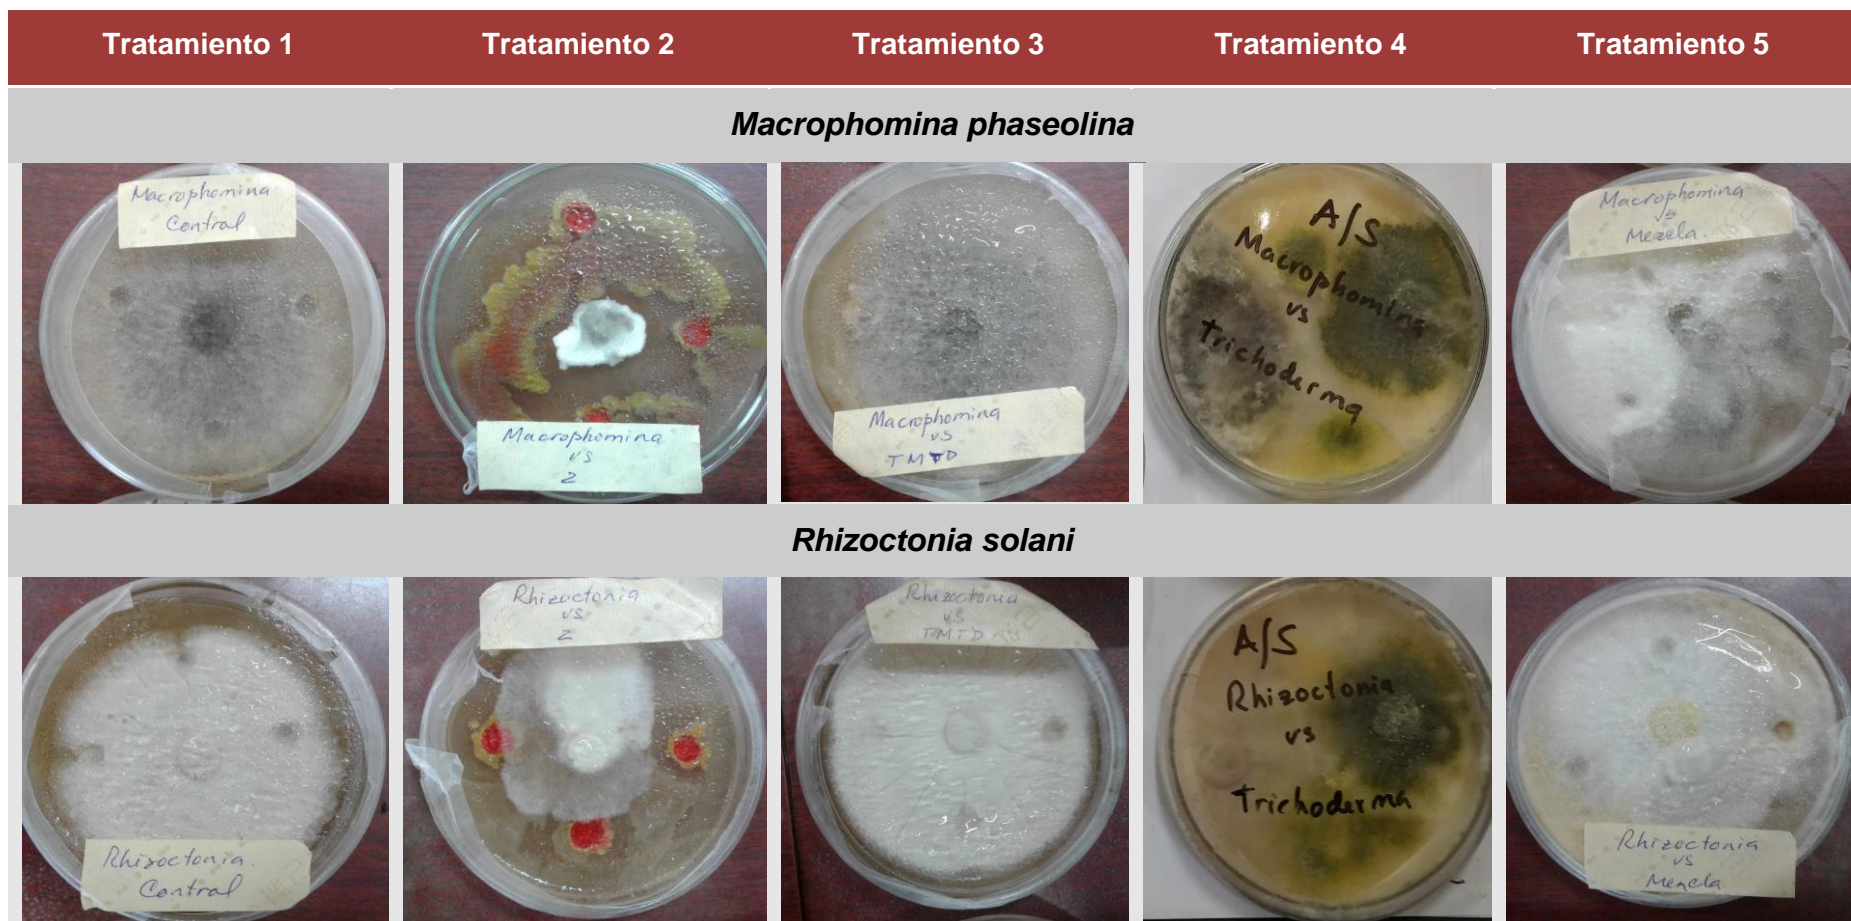 Tratamiento 1
Tratamiento 2
Tratamiento 3
Tratamiento 4
Tratamiento 5
Macrophomina phaseolina
Macrophomina
Control
Macrophomina
vs
Z
Macrophomina
vs
TMTD
A/S
Macrophomina
vs
Trichoderma
Macrophomina
vs
Mezcla.
Rhizoctonia solani
Rhizoctonia.
Control
Rhizoctonia
vs
Z
Rhizoctonia
vs
TMTD
A/S
Rhizoctonia
vs
Trichoderma
Rhizoctonia
vs
Mezcla